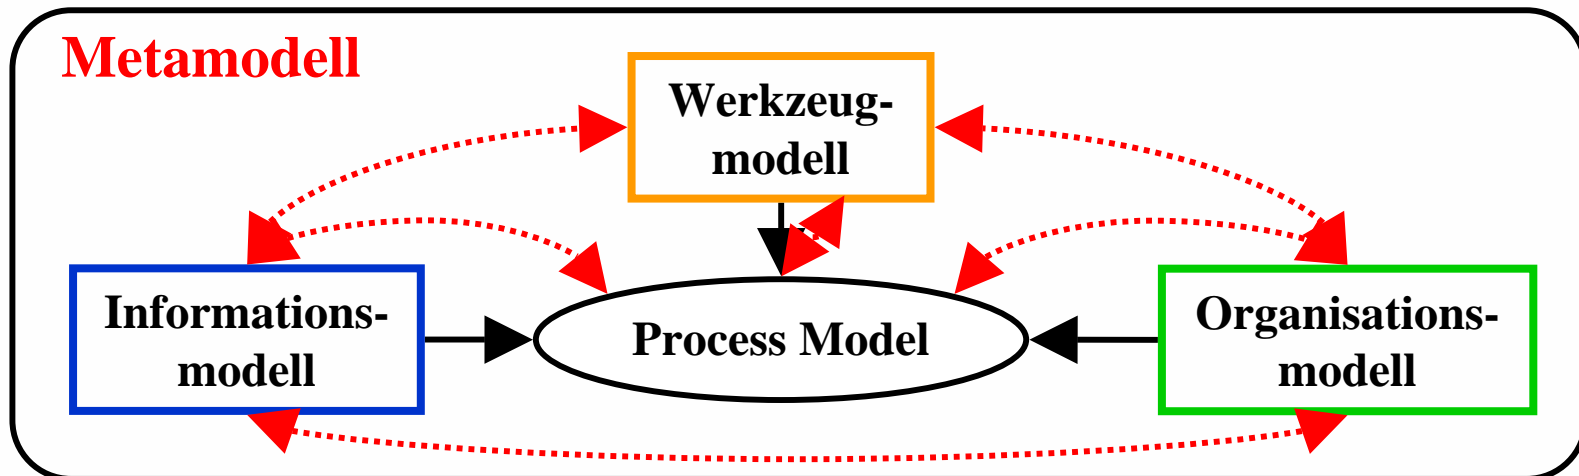 Metamodell
Werkzeug-
modell
Informations-
modell
Process Model
Organisations-
modell